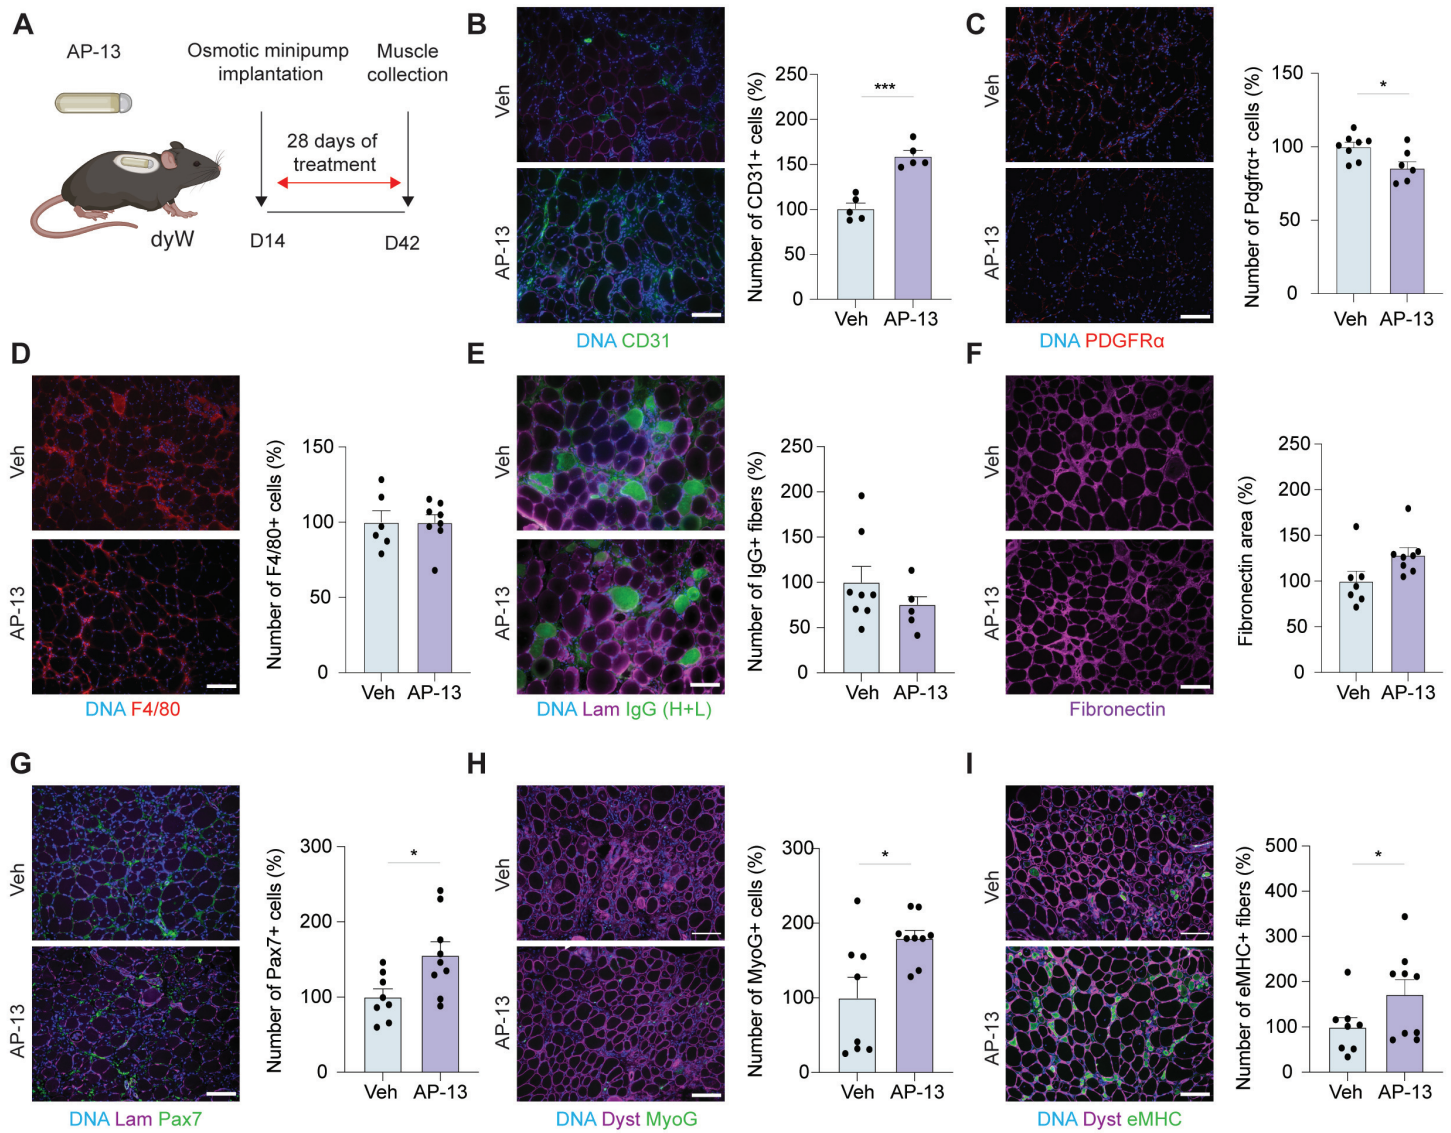 A
AP-13
Osmotic minipump
implantation
Muscle
collection
28 days of
treatment
dyW
D14
D42
B
Veh
AP-13
DNA CD31
Number of CD31+ cells (%)
250
200
150
100
50
0
***
Veh
AP-13
C
Veh
AP-13
DNA PDGFRα
Number of Pdgfrα+ cells (%)
150
100
50
0
*
Veh
AP-13
D
Veh
AP-13
DNA F4/80
Number of F4/80+ cells (%)
150
100
50
0
Veh
AP-13
E
Veh
AP-13
DNA Lam IgG (H+L)
Number of IgG+ fibers (%)
250
200
150
100
50
0
Veh
AP-13
F
Veh
AP-13
Fibronectin
Fibronectin area (%)
250
200
150
100
50
0
Veh
AP-13
G
Veh
AP-13
DNA Lam Pax7
Number of Pax7+ cells (%)
300
200
100
0
*
Veh
AP-13
H
Veh
AP-13
DNA Dyst MyoG
Number of MyoG+ cells (%)
300
200
100
0
*
Veh
AP-13
I
Veh
AP-13
DNA Dyst eMHC
Number of eMHC+ fibers (%)
500
400
300
200
100
0
*
Veh
AP-13